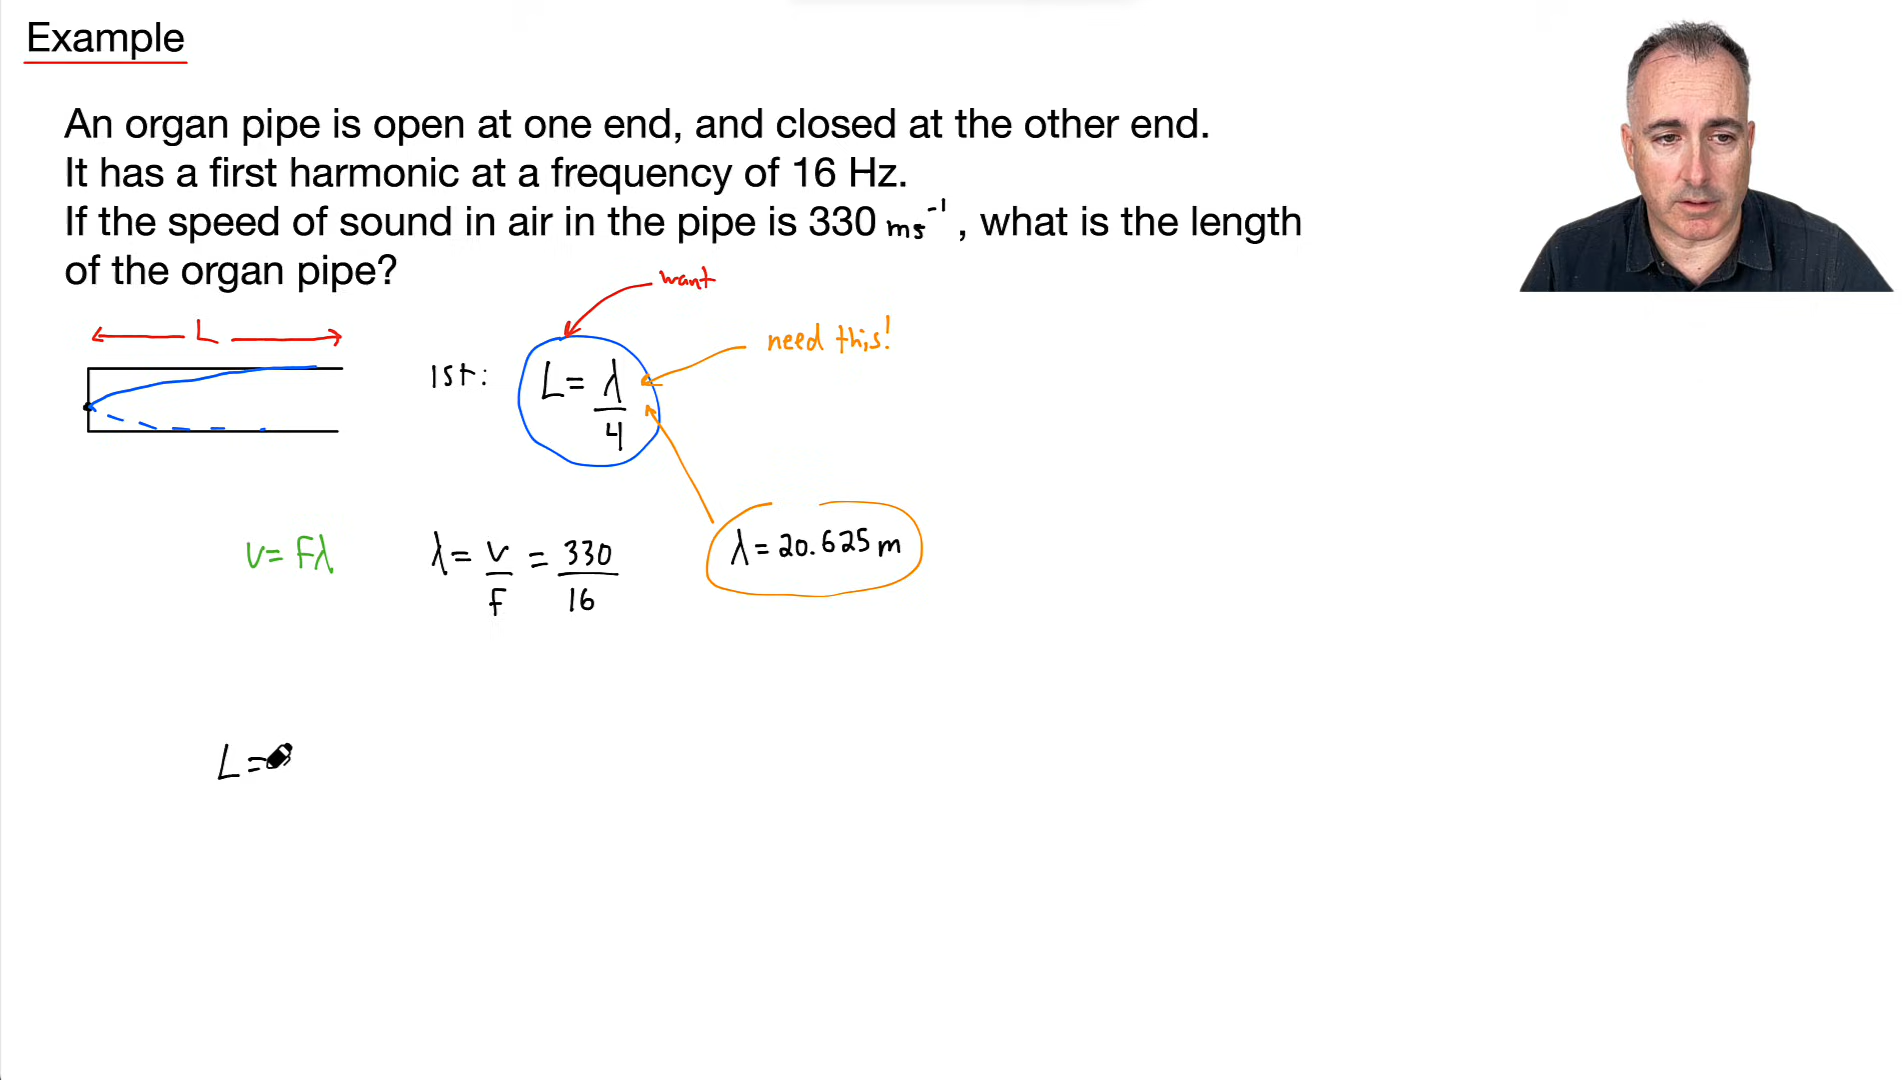 Example
An organ pipe is open at one end, and closed at the other end.
It has a first harmonic at a frequency of 16 Hz.
If the speed of sound in air in the pipe is 330 ms⁻¹, what is the length
of the organ pipe?
want
L
need this!
1st: L = λ/4
v = fλ
λ = v/f = 330/16
λ = 20.625 m
L =